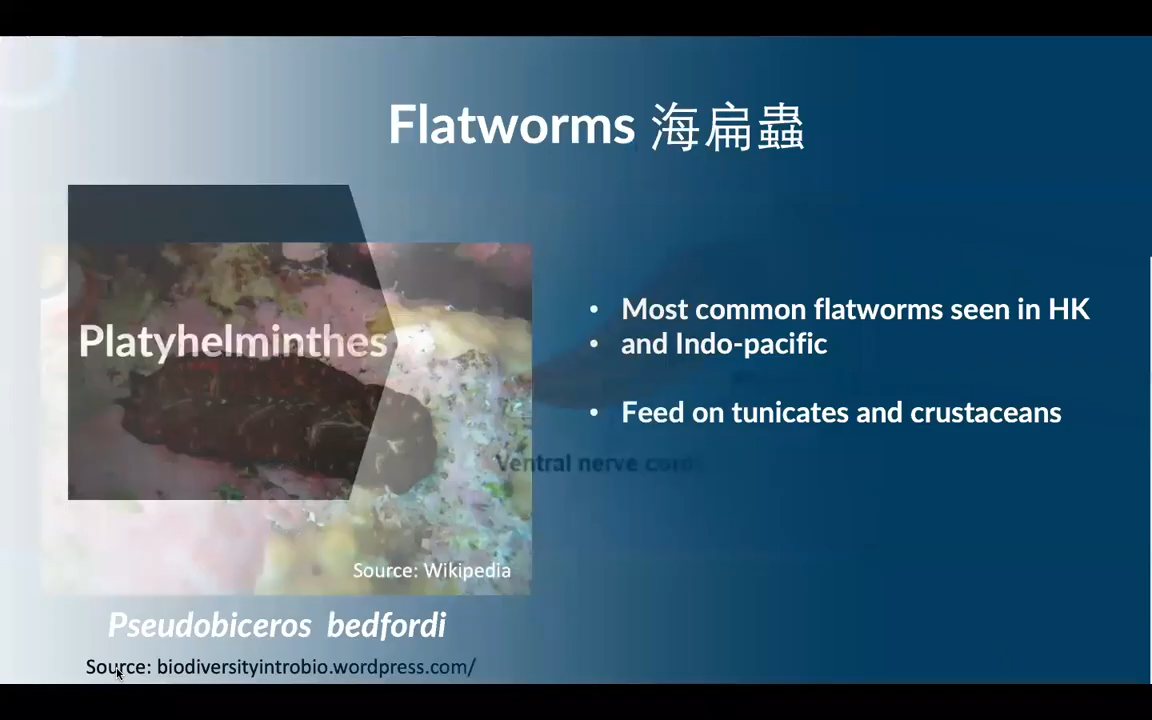 Flatworms 海扁蟲
Platyhelminthes
• Most common flatworms seen in HK
• and Indo-pacific
• Feed on tunicates and crustaceans
Ventral nerve cords
Source: Wikipedia
Pseudobiceros bedfordi
Source: biodiversityintrobio.wordpress.com/